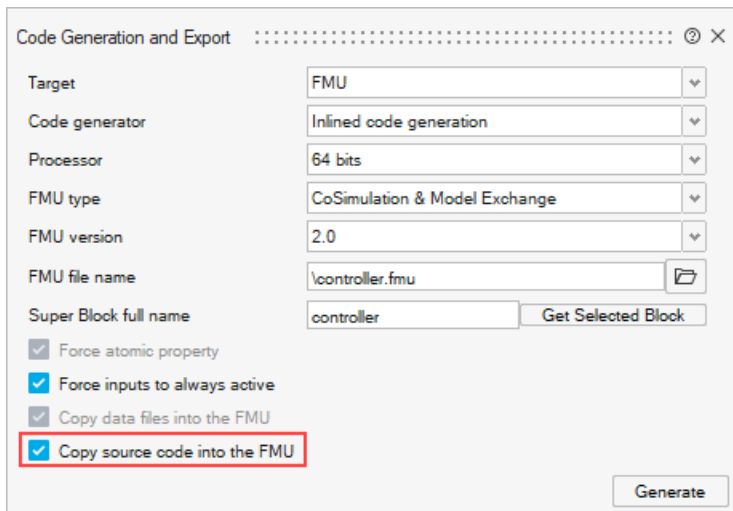 Code Generation and Export
Target FMU
Code generator Inlined code generation
Processor 64 bits
FMU type CoSimulation & Model Exchange
FMU version 2.0
FMU file name \controller.fmu
Super Block full name controller Get Selected Block
Force atomic property
Force inputs to always active
Copy data files into the FMU
Copy source code into the FMU
Generate